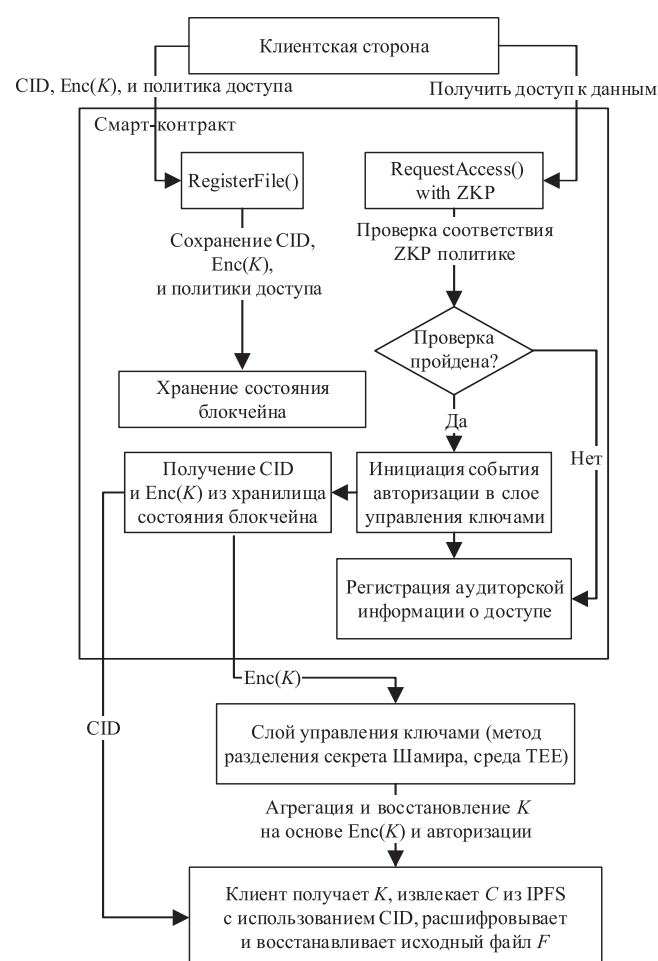 Клиентская сторона
CID, Enc(K), и политика доступа
Получить доступ к данным
Смарт-контракт
RegisterFile()
RequestAccess()
with ZKP
Сохранение CID,
Enc(K),
и политики доступа
Проверка соответствия
ZKP политике
Проверка
пройдена?
Хранение состояния
блокчейна
Да
Нет
Получение CID
и Enc(K) из хранилища
состояния блокчейна
Инициация события
авторизации в слое
управления ключами
Регистрация аудиторской
информации о доступе
Enc(K)
CID
Слой управления ключами (метод
разделения секрета Шамира, среда TEE)
Агрегация и восстановление K
на основе Enc(K) и авторизации
Клиент получает K, извлекает C из IPFS
с использованием CID, расшифровывает
и восстанавливает исходный файл F